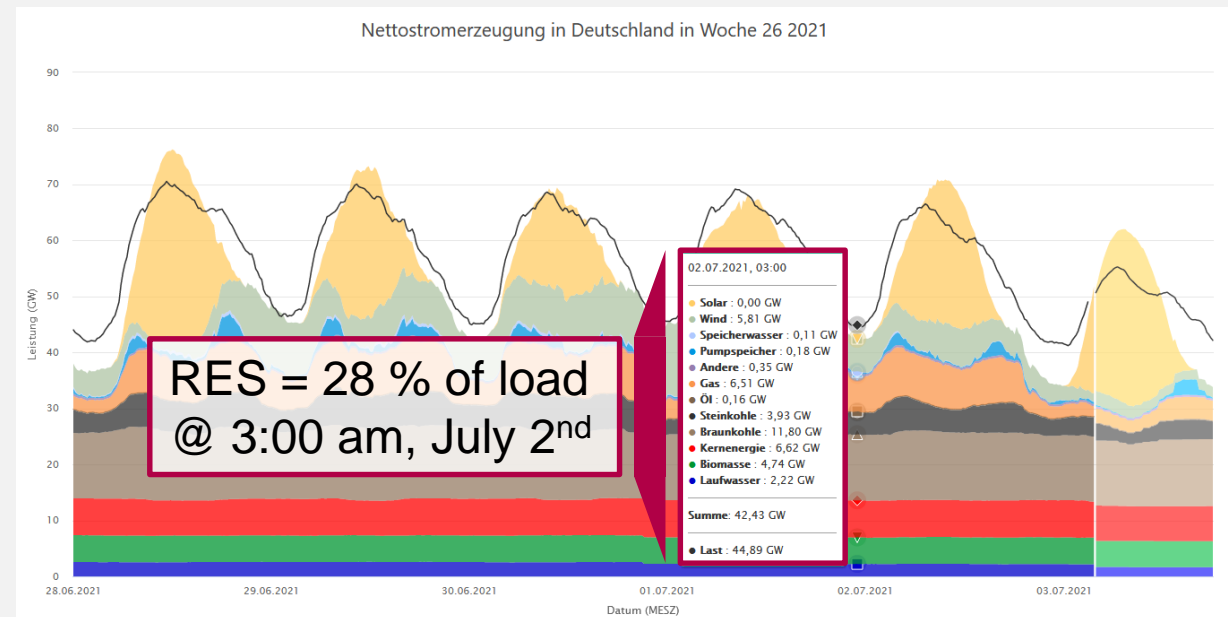 Nettostromerzeugung in Deutschland in Woche 26 2021
Leistung (GW)
90
80
70
60
50
40
30
20
10
0
RES = 28 % of load
@ 3:00 am, July 2nd
02.07.2021, 03:00
Solar : 0,00 GW
Wind : 5,81 GW
Speicherwasser : 0,11 GW
Pumpspeicher : 0,18 GW
Andere : 0,35 GW
Gas : 6,51 GW
Öl : 0,16 GW
Steinkohle : 3,93 GW
Braunkohle : 11,80 GW
Kernenergie : 6,62 GW
Biomasse : 4,74 GW
Laufwasser : 2,22 GW
Summe: 42,43 GW
Last : 44,89 GW
28.06.2021 29.06.2021 30.06.2021 01.07.2021 02.07.2021 03.07.2021
Datum (MESZ)